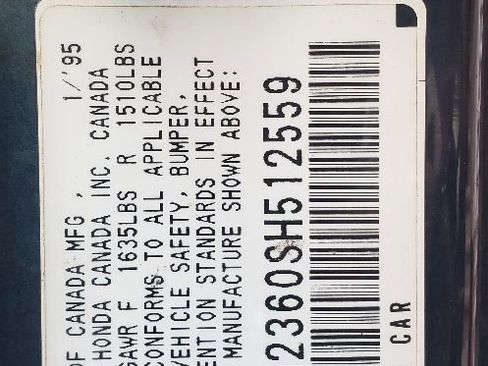 OF CANADA MFG. 1/'95
HONDA CANADA INC. CANADA
GAWR F 1635LBS R 1510LBS
CONFORMS TO ALL APPLICABLE
VEHICLE SAFETY, BUMPER,
ENTION STANDARDS IN EFFECT
MANUFACTURE SHOWN ABOVE:
2360SH512559
CAR